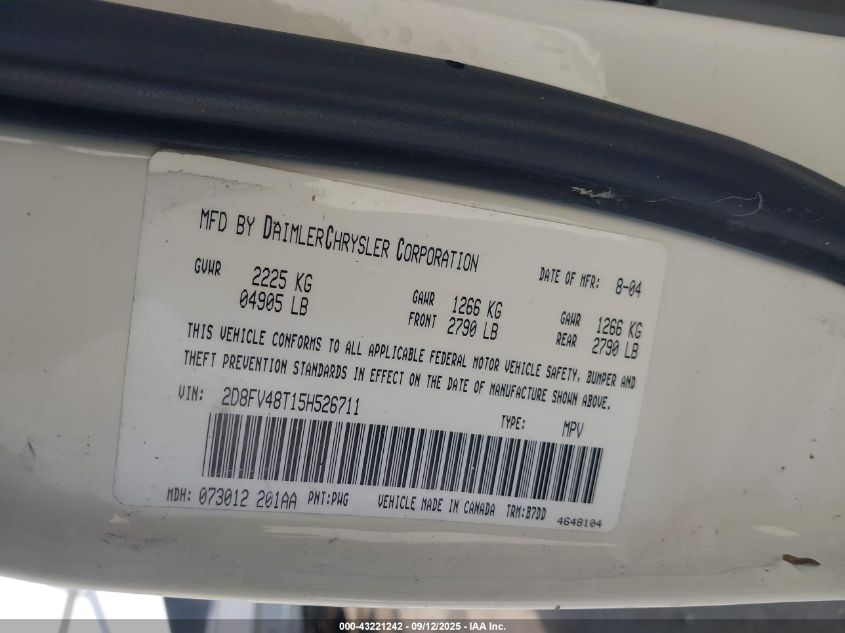 MFD BY DAIMLERCHRYSLER CORPORATION
DATE OF MFR: 8-04
GVWR 2225 KG
04905 LB
GAWR FRONT 1266 KG
2790 LB
GAWR REAR 1266 KG
2790 LB
THIS VEHICLE CONFORMS TO ALL APPLICABLE FEDERAL MOTOR VEHICLE SAFETY, BUMPER AND
THEFT PREVENTION STANDARDS IN EFFECT ON THE DATE OF MANUFACTURE SHOWN ABOVE.
VIN: 2D8FV48T15H526711
TYPE: MPV
MDH: 073012 201AA PNT:PWG VEHICLE MADE IN CANADA TRM:B7DD
4648104
000-43221242 - 09/12/2025 - IAA Inc.